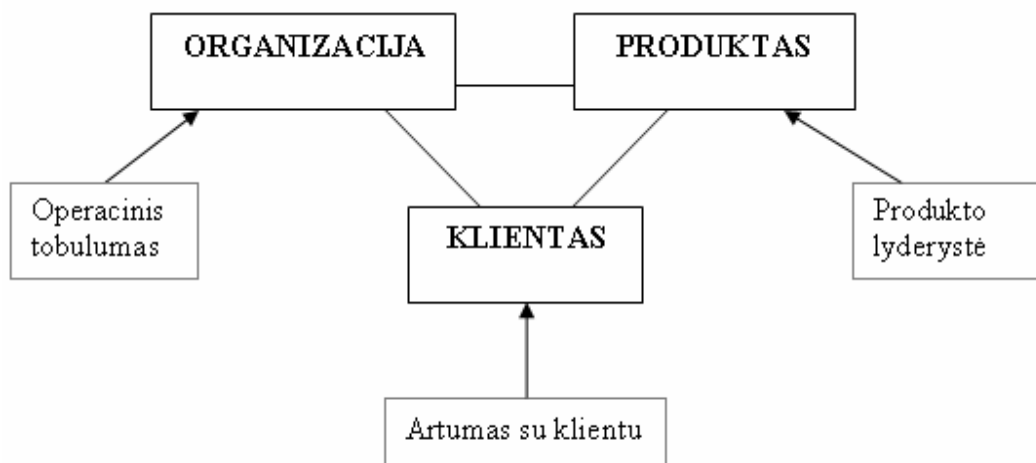 ORGANIZACIJA
PRODUKTAS
Operacinis
tobulumas
KLIENTAS
Produkto
lyderystė
Artumas su klientu